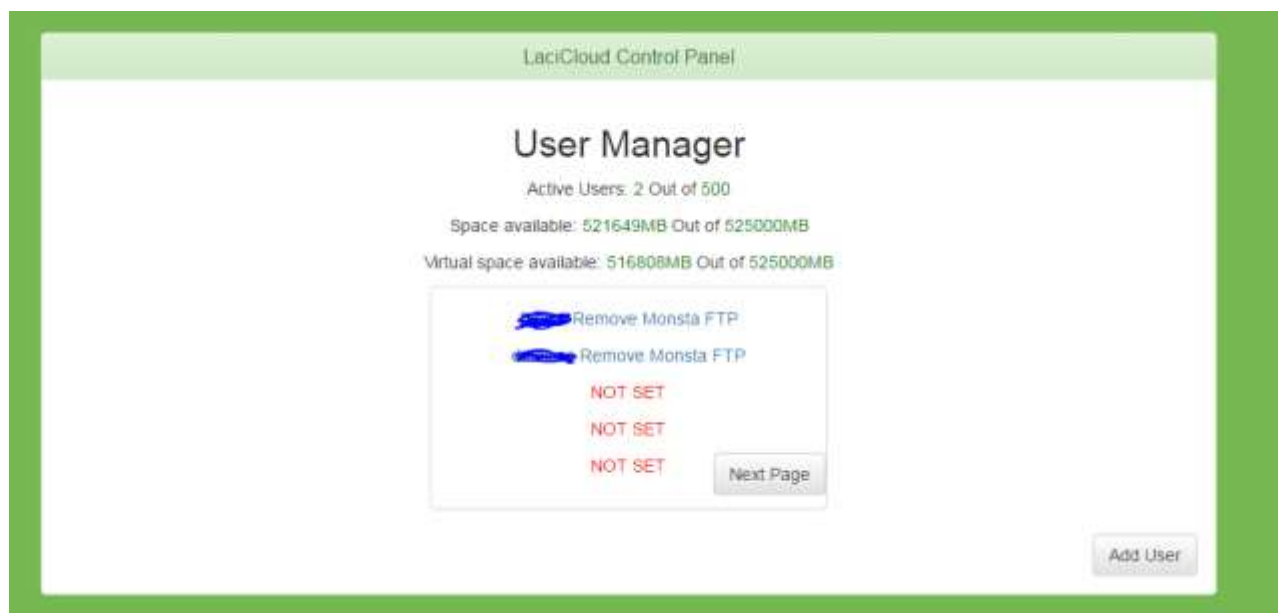 LaciCloud Control Panel
User Manager
Active Users: 2 Out of 500
Space available: 521649MB Out of 525000MB
Virtual space available: 516808MB Out of 525000MB
Remove Monsta FTP
Remove Monsta FTP
NOT SET
NOT SET
NOT SET
Next Page
Add User